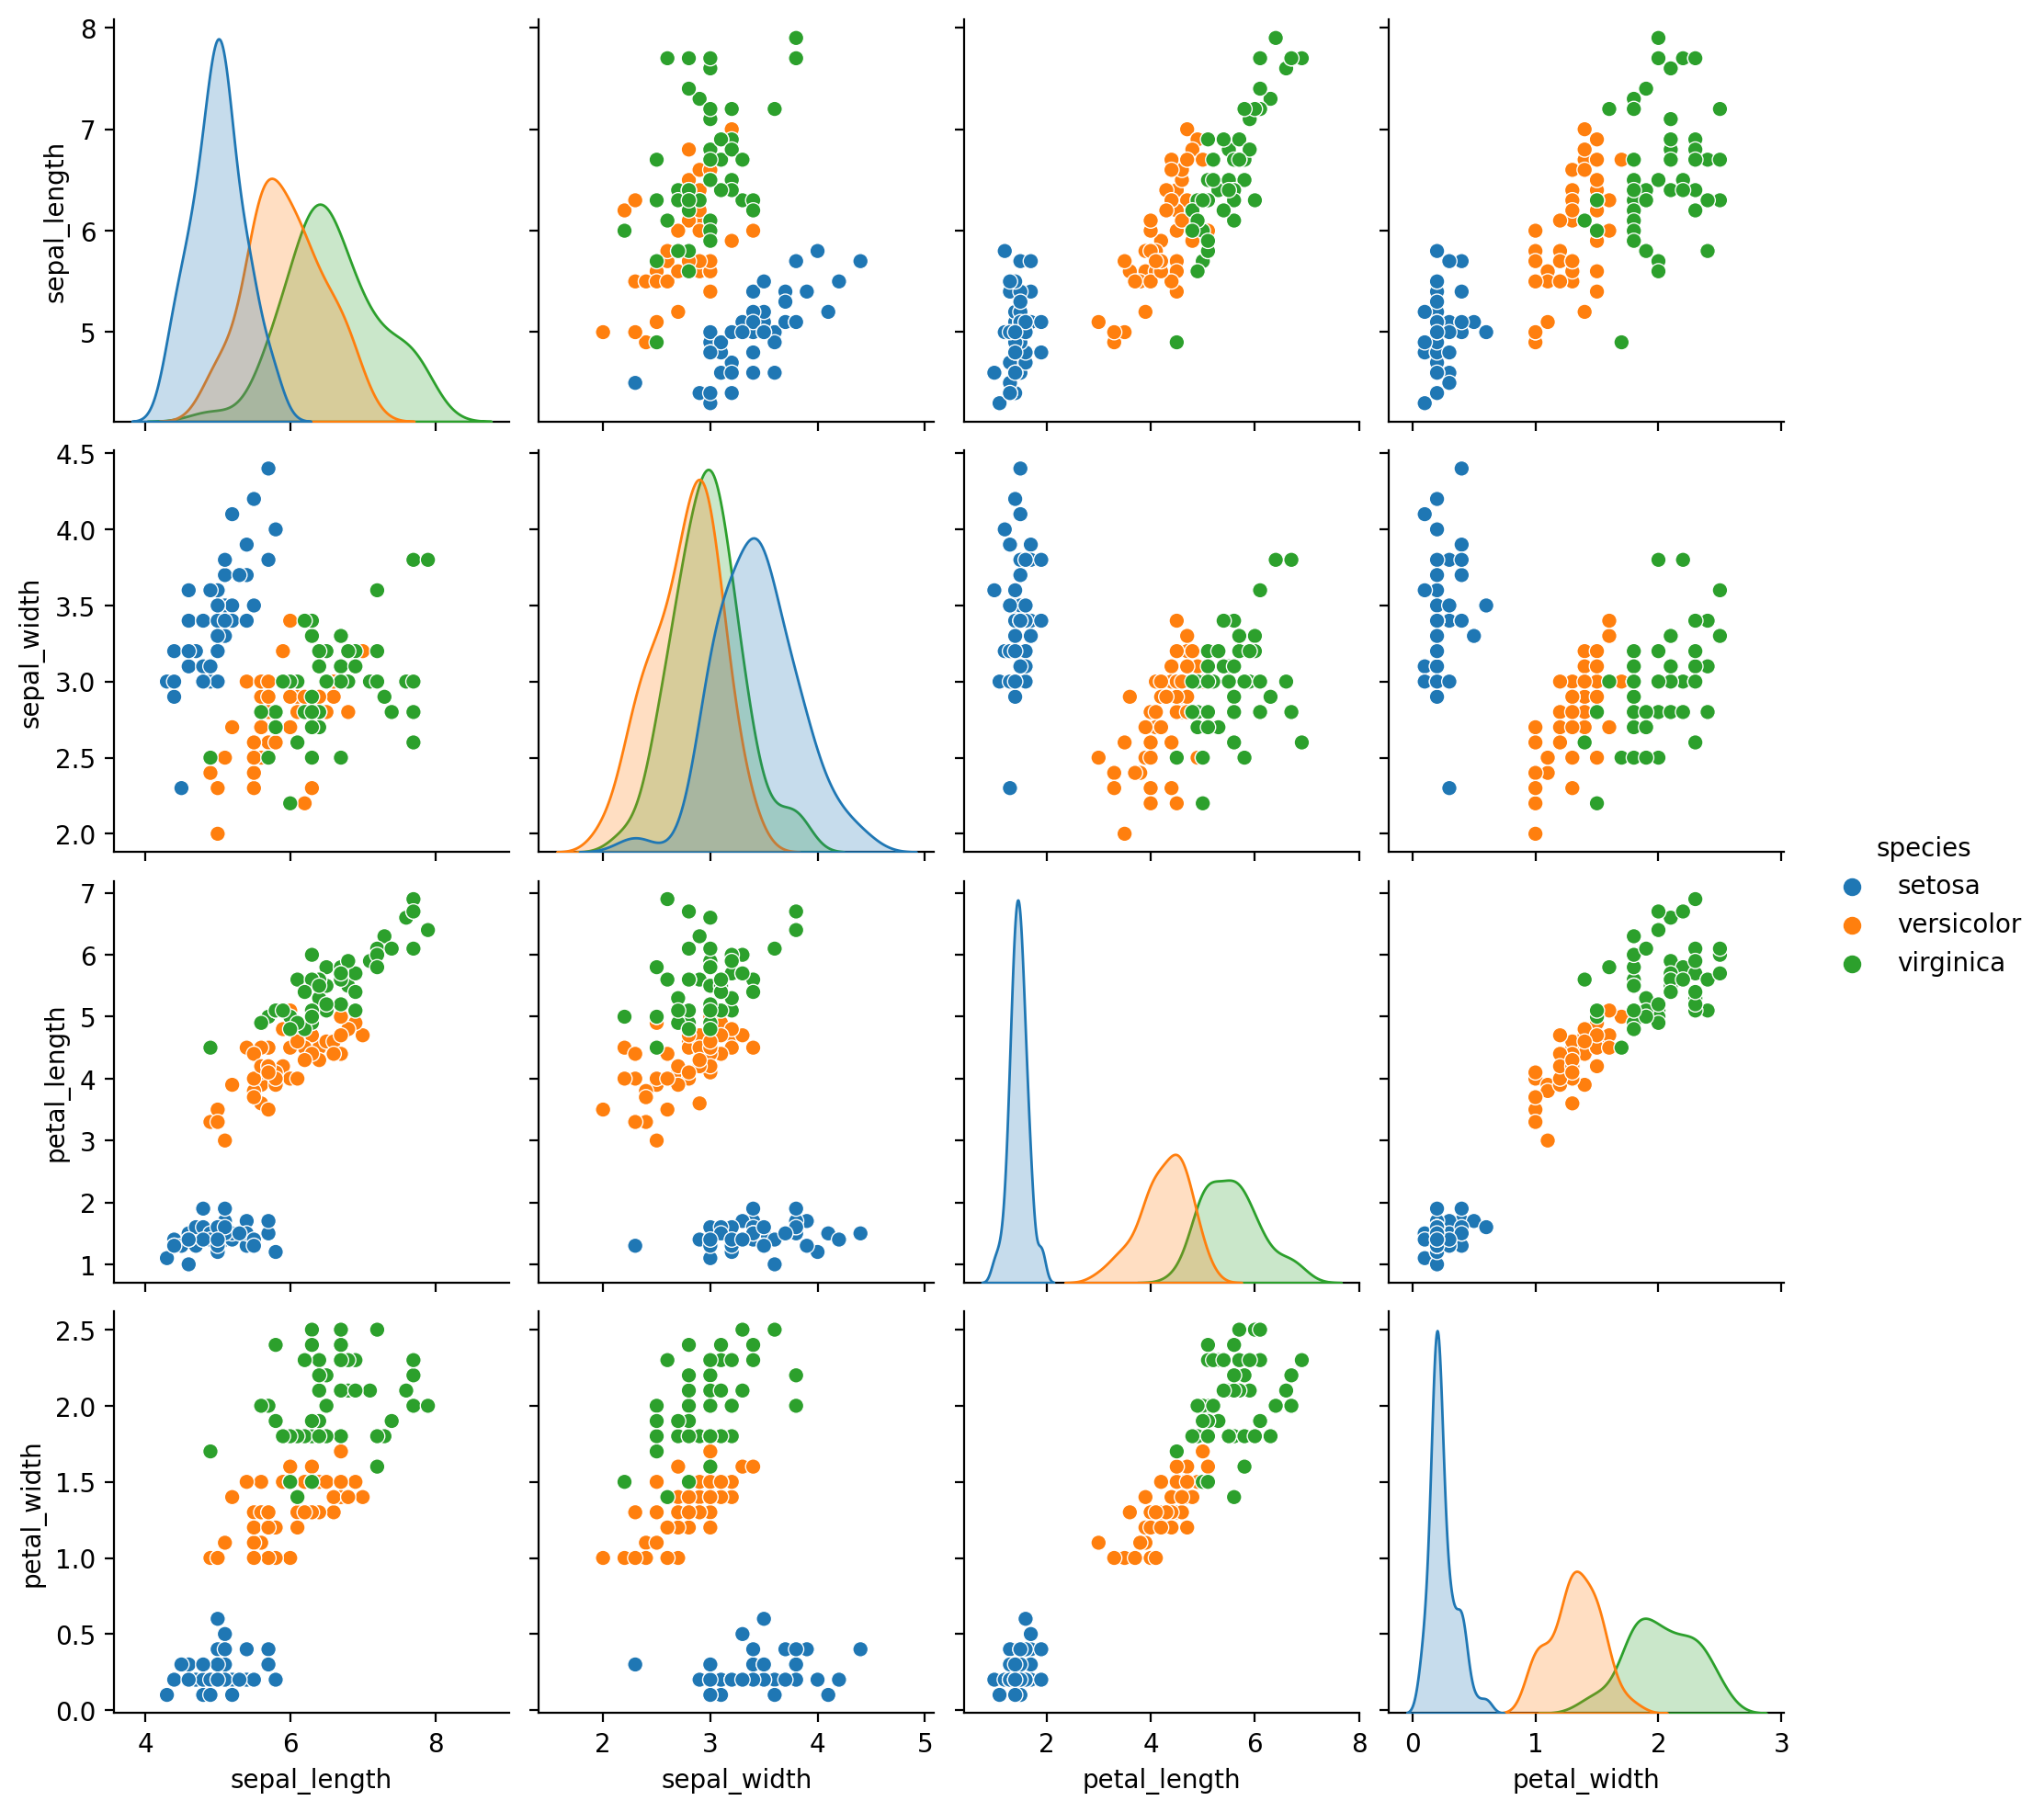 8
7
6
5
sepal_length
4.5
4.0
3.5
3.0
2.5
2.0
sepal_width
species
setosa
versicolor
virginica
7
6
5
4
3
2
1
petal_length
2.5
2.0
1.5
1.0
0.5
0.0
petal_width
4 6 8
2 3 4 5
2 4 6 8
0 1 2 3
sepal_length sepal_width petal_length petal_width